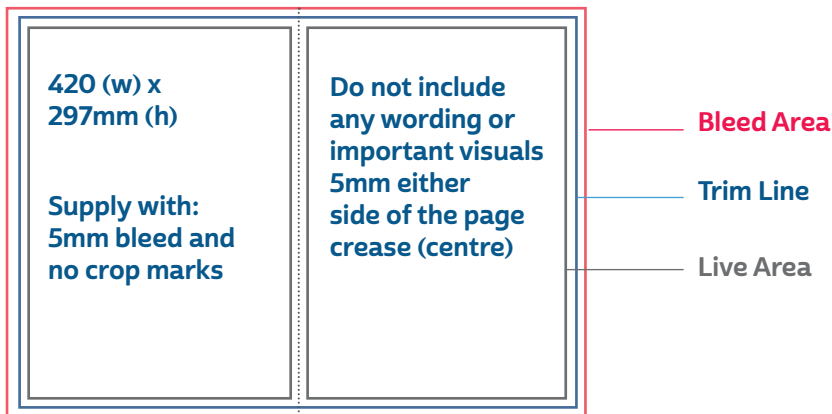 420 (w) x
297mm (h)
Supply with:
5mm bleed and
no crop marks
Do not include
any wording or
important visuals
5mm either
side of the page
crease (centre)
Bleed Area
Trim Line
Live Area